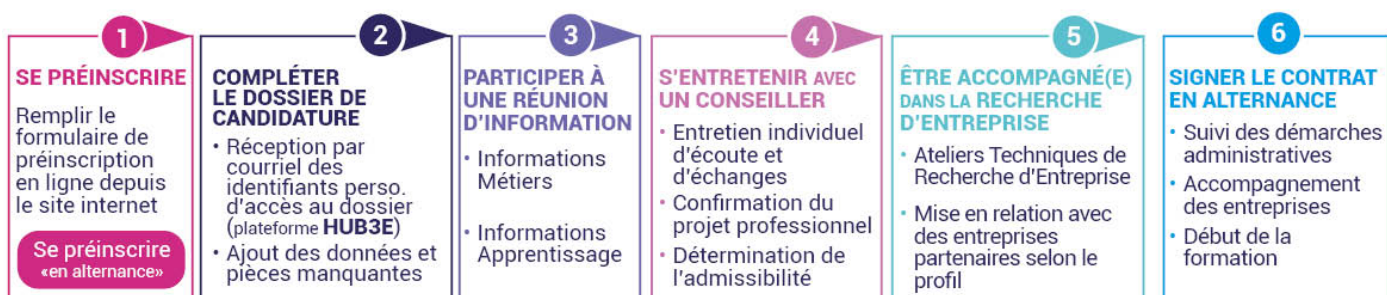 1
SE PRÉINSCRIRE
Remplir le
formulaire de
préinscription
en ligne depuis
le site internet
Se préinscrire
«en alternance»
2
COMPLÉTER
LE DOSSIER DE
CANDIDATURE
• Réception par
courriel des
identifiants perso.
d'accès au dossier
(plateforme HUB3E)
• Ajout des données et
pièces manquantes
3
PARTICIPER À
UNE RÉUNION
D'INFORMATION
• Informations
Métiers
• Informations
Apprentissage
4
S'ENTRETENIR AVEC
UN CONSEILLER
• Entretien individuel
d'écoute et
d'échanges
• Confirmation du
projet professionnel
• Détermination de
l'admissibilité
5
ÊTRE ACCOMPAGNÉ(E)
DANS LA RECHERCHE
D'ENTREPRISE
• Ateliers Techniques de
Recherche d'Entreprise
• Mise en relation avec
des entreprises
partenaires selon le
profil
6
SIGNER LE CONTRAT
EN ALTERNANCE
• Suivi des démarches
administratives
• Accompagnement
des entreprises
• Début de la
formation